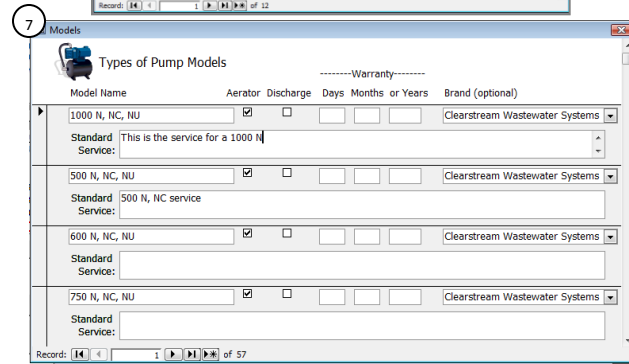 Record: 1 of 12
7
Models
Types of Pump Models
--------Warranty--------
Model Name Aerator Discharge Days Months or Years Brand (optional)
1000 N, NC, NU Clearstream Wastewater Systems
Standard Service: This is the service for a 1000 N
500 N, NC, NU Clearstream Wastewater Systems
Standard Service: 500 N, NC service
600 N, NC, NU Clearstream Wastewater Systems
Standard Service:
750 N, NC, NU Clearstream Wastewater Systems
Standard Service:
Record: 1 of 57